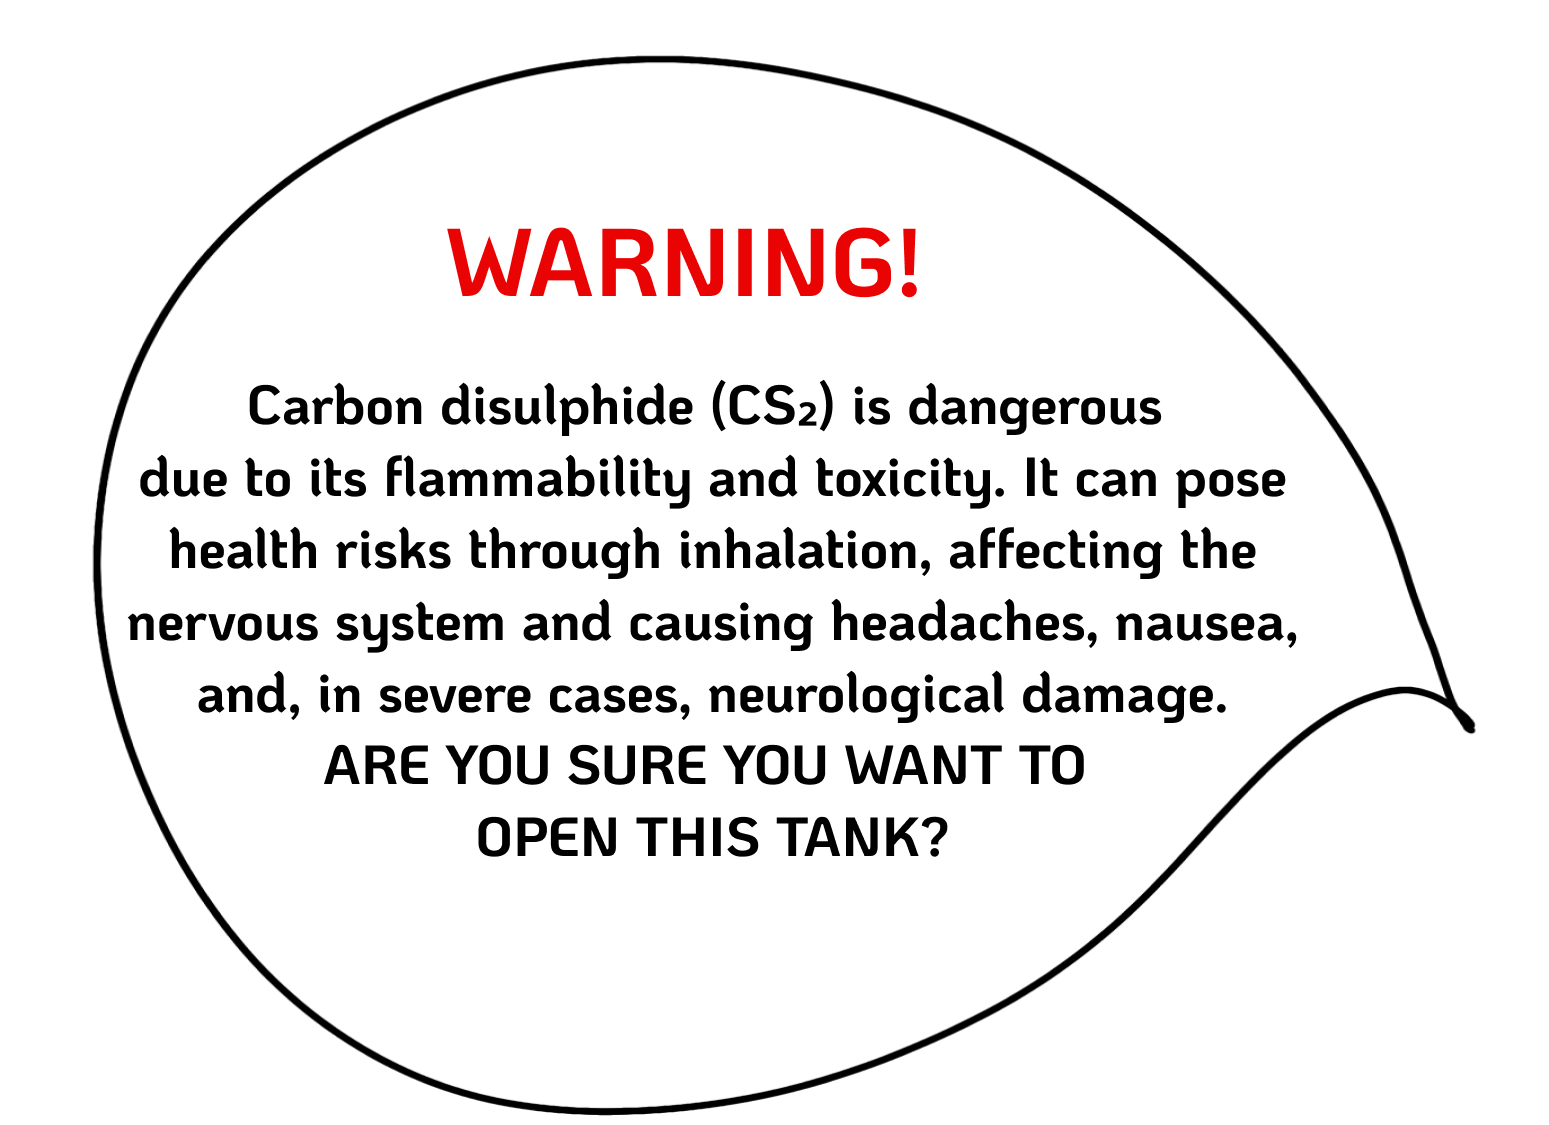 WARNING!
Carbon disulphide (CS₂) is dangerous
due to its flammability and toxicity. It can pose
health risks through inhalation, affecting the
nervous system and causing headaches, nausea,
and, in severe cases, neurological damage.
ARE YOU SURE YOU WANT TO
OPEN THIS TANK?